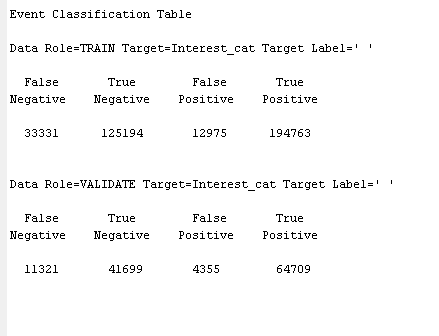 Event Classification Table
Data Role=TRAIN Target=Interest_cat Target Label=' '
False True False True
Negative Negative Positive Positive
33331 125194 12975 194763
Data Role=VALIDATE Target=Interest_cat Target Label=' '
False True False True
Negative Negative Positive Positive
11321 41699 4355 64709